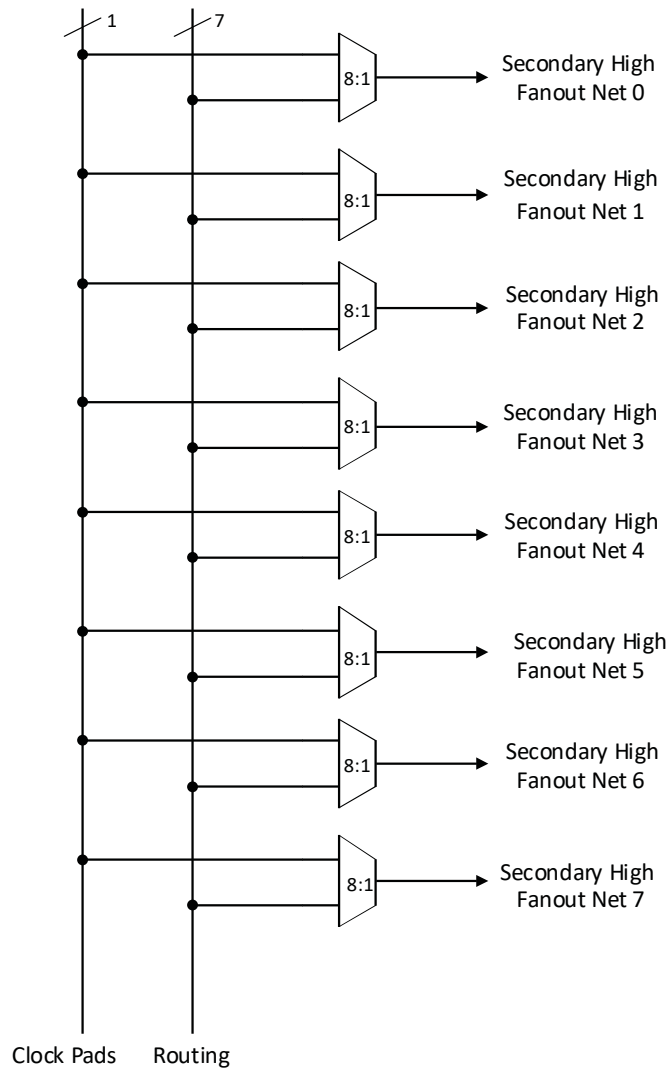 1
7
8:1
Secondary High
Fanout Net 0
8:1
Secondary High
Fanout Net 1
8:1
Secondary High
Fanout Net 2
8:1
Secondary High
Fanout Net 3
8:1
Secondary High
Fanout Net 4
8:1
Secondary High
Fanout Net 5
8:1
Secondary High
Fanout Net 6
8:1
Secondary High
Fanout Net 7
Clock Pads
Routing